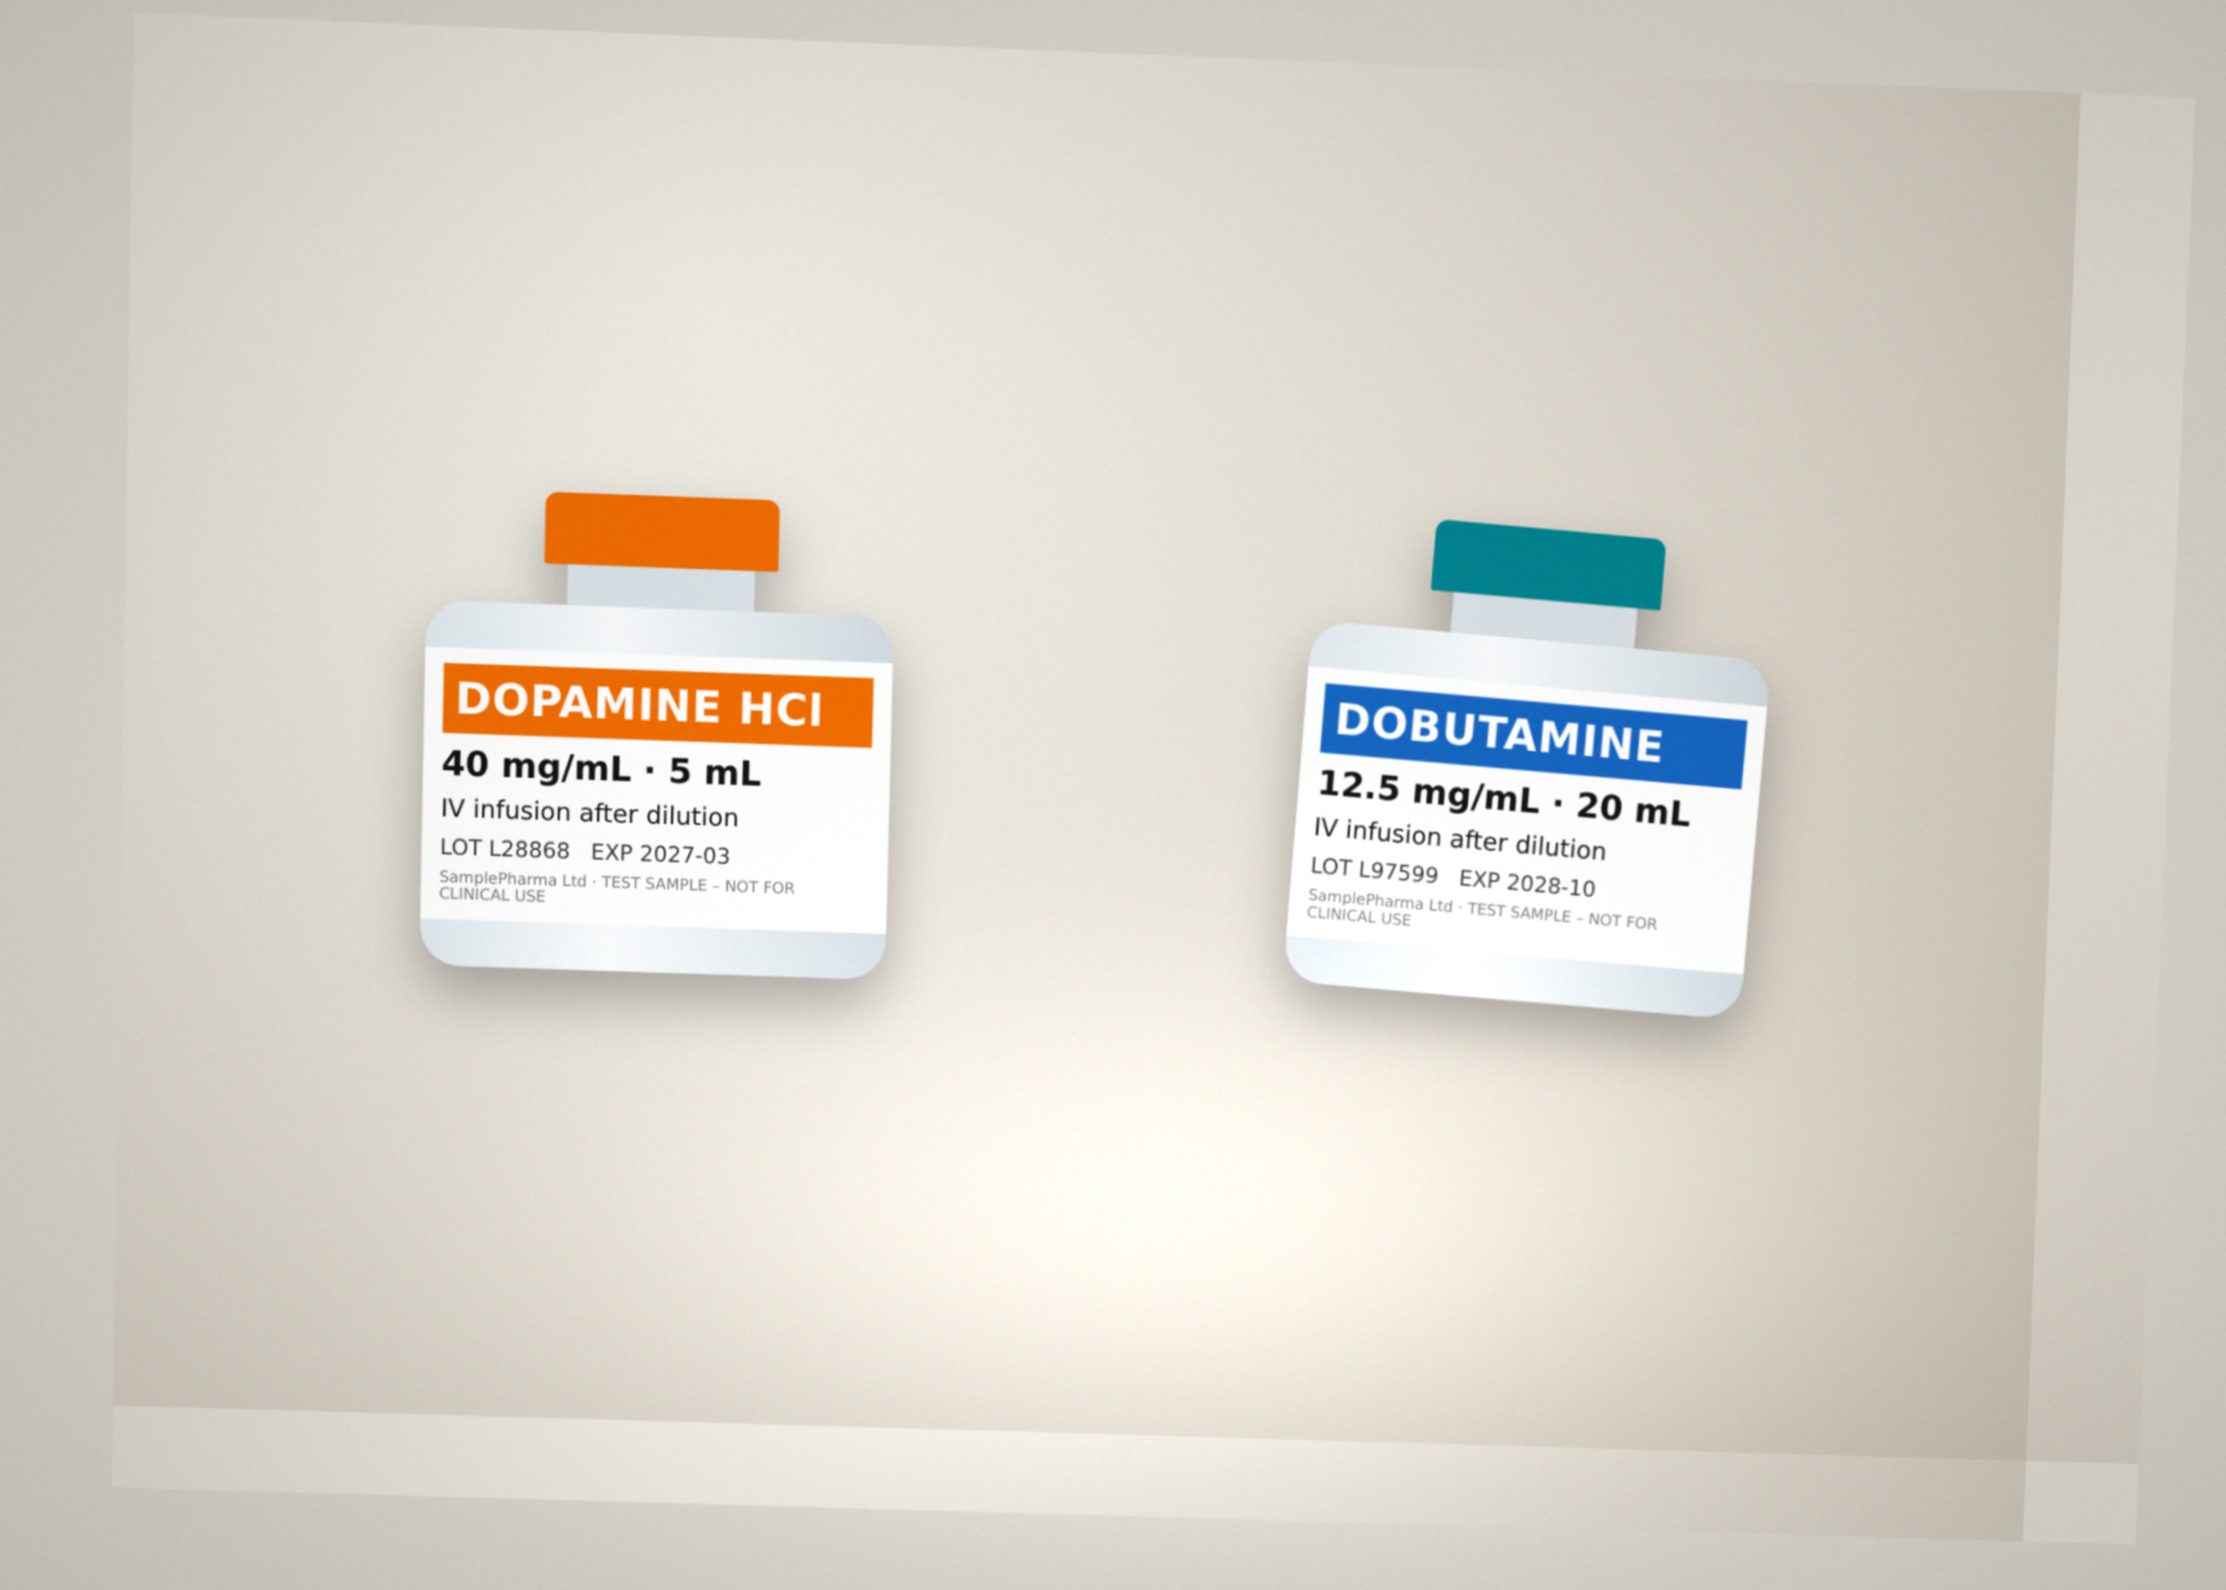 DOPAMINE HCl
40 mg/mL · 5 mL
IV infusion after dilution
LOT L28868 EXP 2027-03
SamplePharma Ltd · TEST SAMPLE – NOT FOR
CLINICAL USE
DOBUTAMINE
12.5 mg/mL · 20 mL
IV infusion after dilution
LOT L97599 EXP 2028-10
SamplePharma Ltd · TEST SAMPLE – NOT FOR
CLINICAL USE